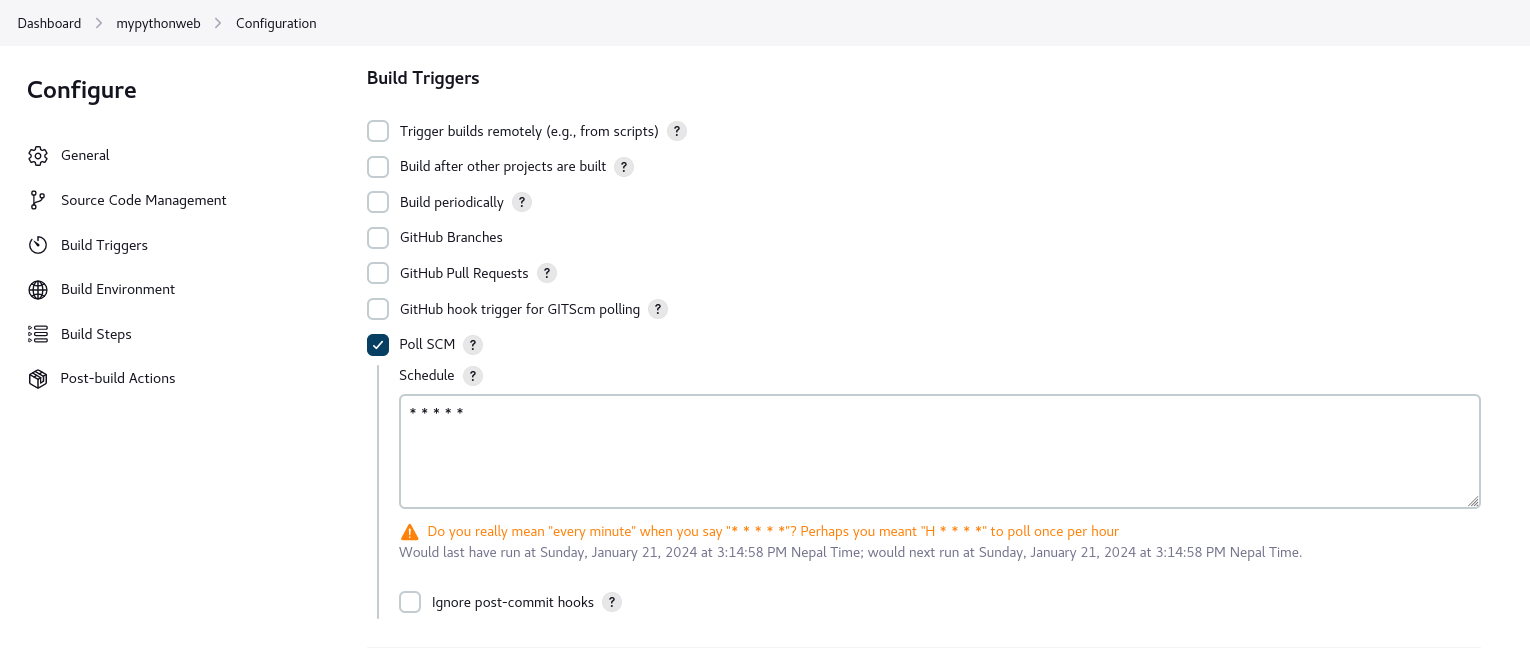 Dashboard > mypythonweb > Configuration
Configure
General
Source Code Management
Build Triggers
Build Environment
Build Steps
Post-build Actions
Build Triggers
Trigger builds remotely (e.g., from scripts) ?
Build after other projects are built ?
Build periodically ?
GitHub Branches
GitHub Pull Requests ?
GitHub hook trigger for GITScm polling ?
Poll SCM ?
Schedule ?
* * * * *
Do you really mean "every minute" when you say "* * * * *"? Perhaps you meant "H * * * *" to poll once per hour
Would last have run at Sunday, January 21, 2024 at 3:14:58 PM Nepal Time; would next run at Sunday, January 21, 2024 at 3:14:58 PM Nepal Time.
Ignore post-commit hooks ?